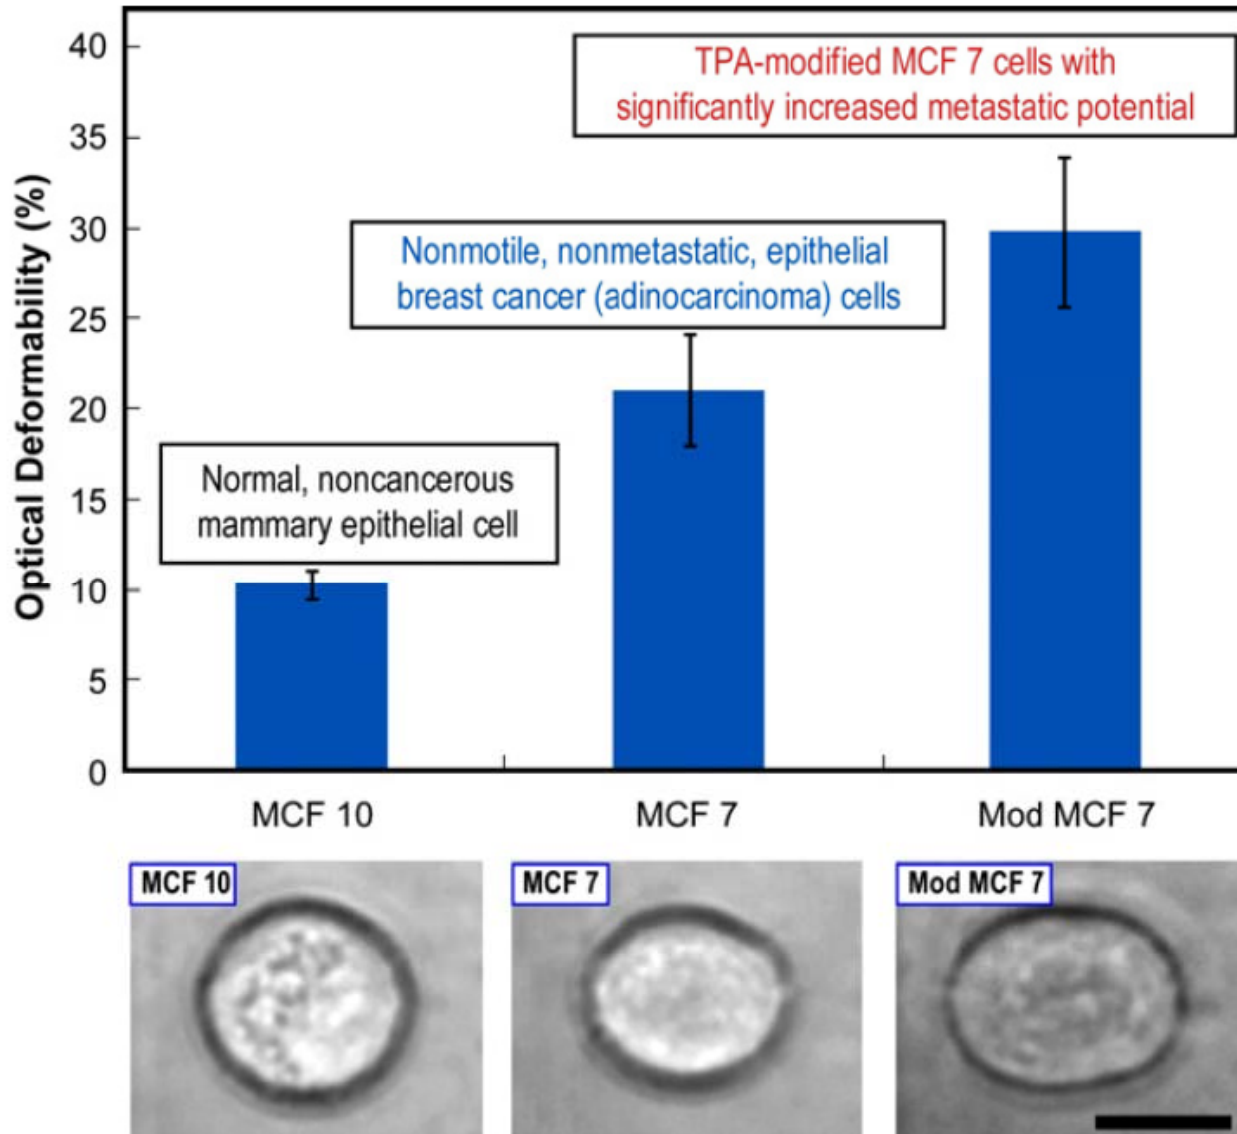 40
TPA-modified MCF 7 cells with
significantly increased metastatic potential
35
30
Nonmotile, nonmetastatic, epithelial
breast cancer (adinocarcinoma) cells
25
20
Normal, noncancerous
mammary epithelial cell
15
10
5
0
Optical Deformability (%)
MCF 10
MCF 7
Mod MCF 7
MCF 10
MCF 7
Mod MCF 7